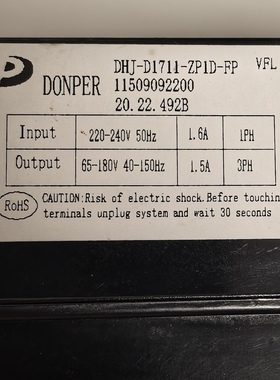 DHJ-D1711-ZP1D-FP VFL
DONPER 11509092200
20.22.492B
Input 220-240V 50Hz 1.6A 1PH
Output 65-180V 40-150Hz 1.5A 3PH
RoHS
CAUTION:Risk of electric shock.Before touchin
terminals unplug system and wait 30 seconds